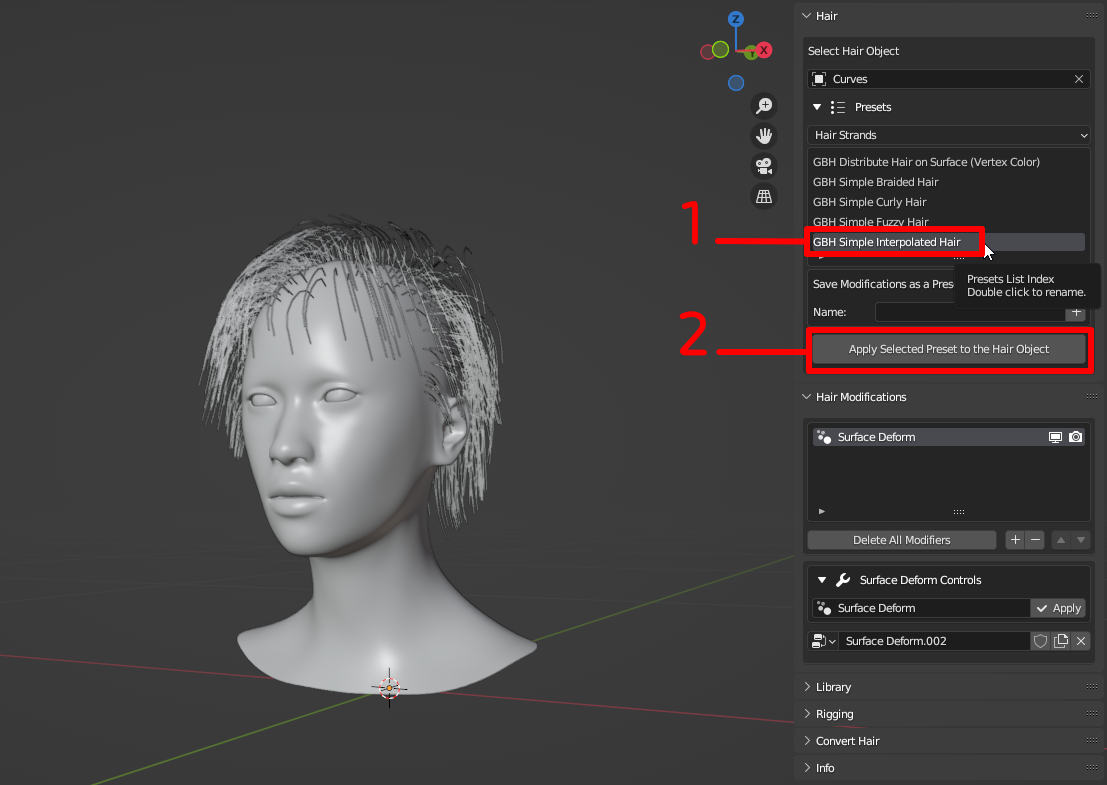 Hair
Select Hair Object
Curves
Presets
Hair Strands
GBH Distribute Hair on Surface (Vertex Color)
GBH Simple Braided Hair
GBH Simple Curly Hair
GBH Simple Fuzzy Hair
GBH Simple Interpolated Hair
Save Modifications as a Pres
Presets List Index
Double click to rename.
Name:
Apply Selected Preset to the Hair Object
Hair Modifications
Surface Deform
Delete All Modifiers
Surface Deform Controls
Surface Deform
Apply
Surface Deform.002
Library
Rigging
Convert Hair
Info
Z
Y
X
1
2